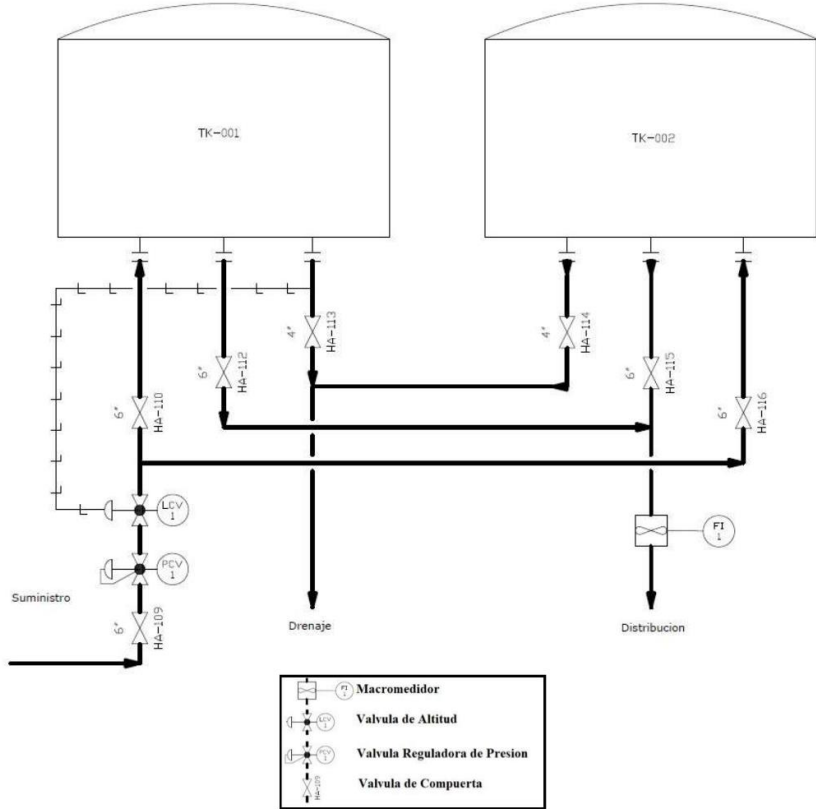 TK-001
TK-002
4"
HA-113
4"
HA-114
6"
HA-112
6"
HA-115
6"
HA-110
6"
HA-116
LCV
1
FI
1
PCV
1
Suministro
6"
HA-109
Drenaje
Distribucion
FI
1
Macromedidor
LCV
1
Valvula de Altitud
PCV
1
Valvula Reguladora de Presion
HA-109
Valvula de Compuerta